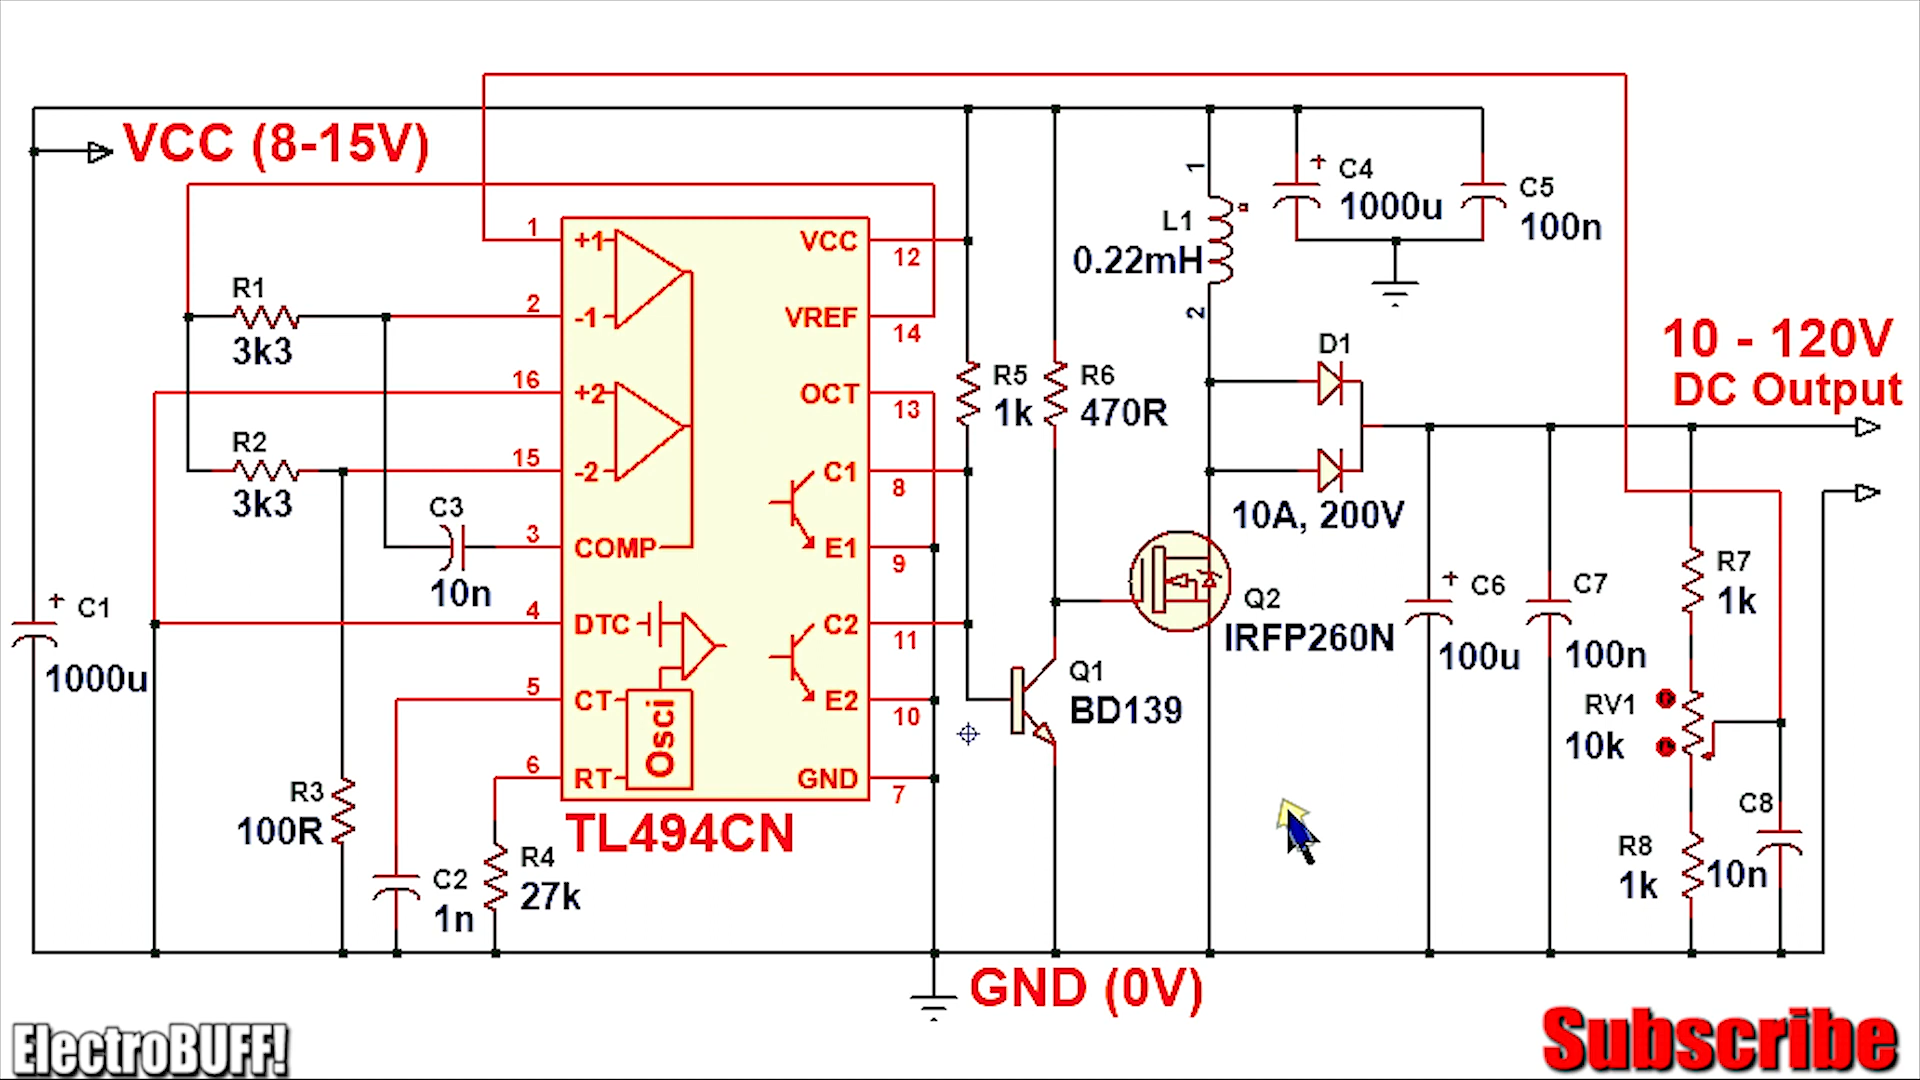 VCC (8-15V)
R1
3k3
R2
3k3
C3
10n
C1
1000u
R3
100R
C2
1n
R4
27k
1
2
16
15
3
4
5
6
+1
-1
+2
-2
COMP
DTC
CT
RT
Osci
VCC
VREF
OCT
C1
E1
C2
E2
GND
12
14
13
8
9
11
10
7
TL494CN
R5
1k
R6
470R
1
L1
0.22mH
2
C4
1000u
C5
100n
D1
10A, 200V
Q2
IRFP260N
Q1
BD139
10 - 120V
DC Output
C6
100u
C7
100n
R7
1k
RV1
10k
R8
1k
C8
10n
GND (0V)
ElectroBUFF!
Subscribe